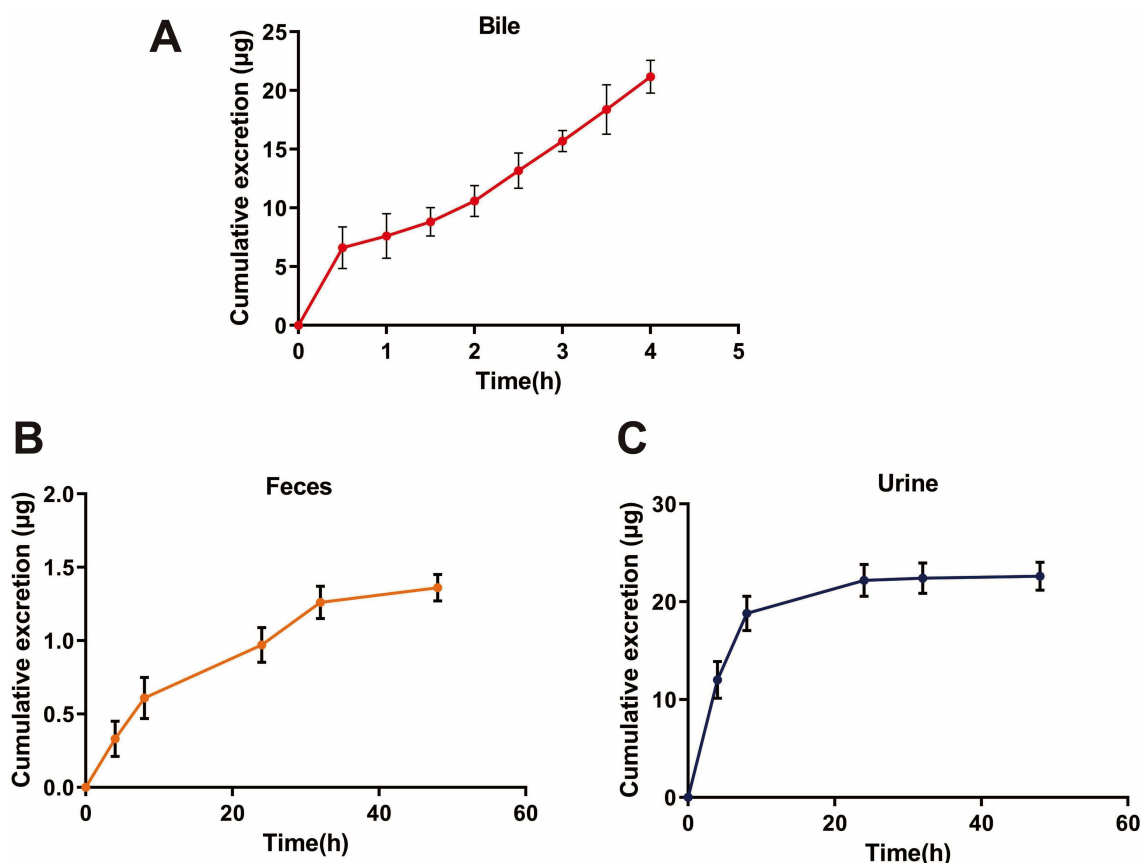 A
Bile
Cumulative excretion (µg)
25
20
15
10
5
0
0 1 2 3 4 5
Time(h)
B
Feces
Cumulative excretion (µg)
2.0
1.5
1.0
0.5
0.0
0 20 40 60
Time(h)
C
Urine
Cumulative excretion (µg)
30
20
10
0
0 20 40 60
Time(h)